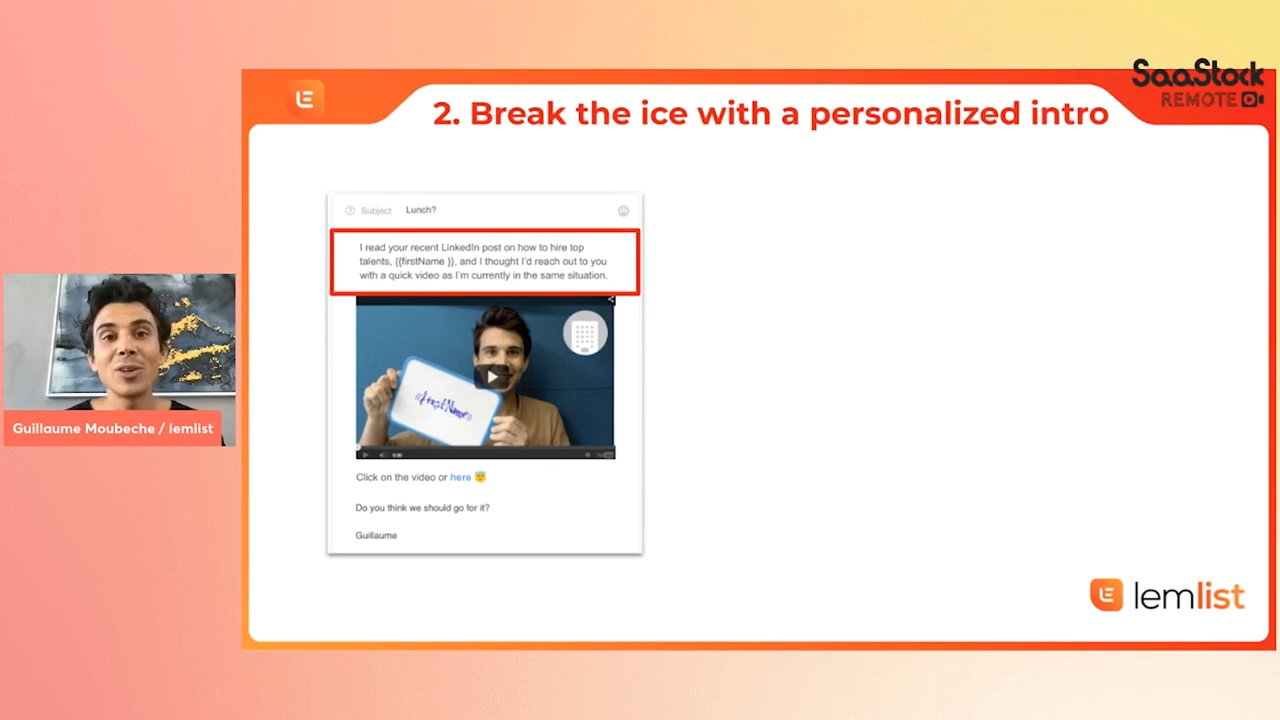 SaaStock
REMOTE
2. Break the ice with a personalized intro
Subject Lunch?
I read your recent LinkedIn post on how to hire top
talents, {{firstName }}, and I thought I'd reach out to you
with a quick video as I'm currently in the same situation.
{{firstName}}
Click on the video or here 😇
Do you think we should go for it?
Guillaume
Guillaume Moubeche / lemlist
lemlist